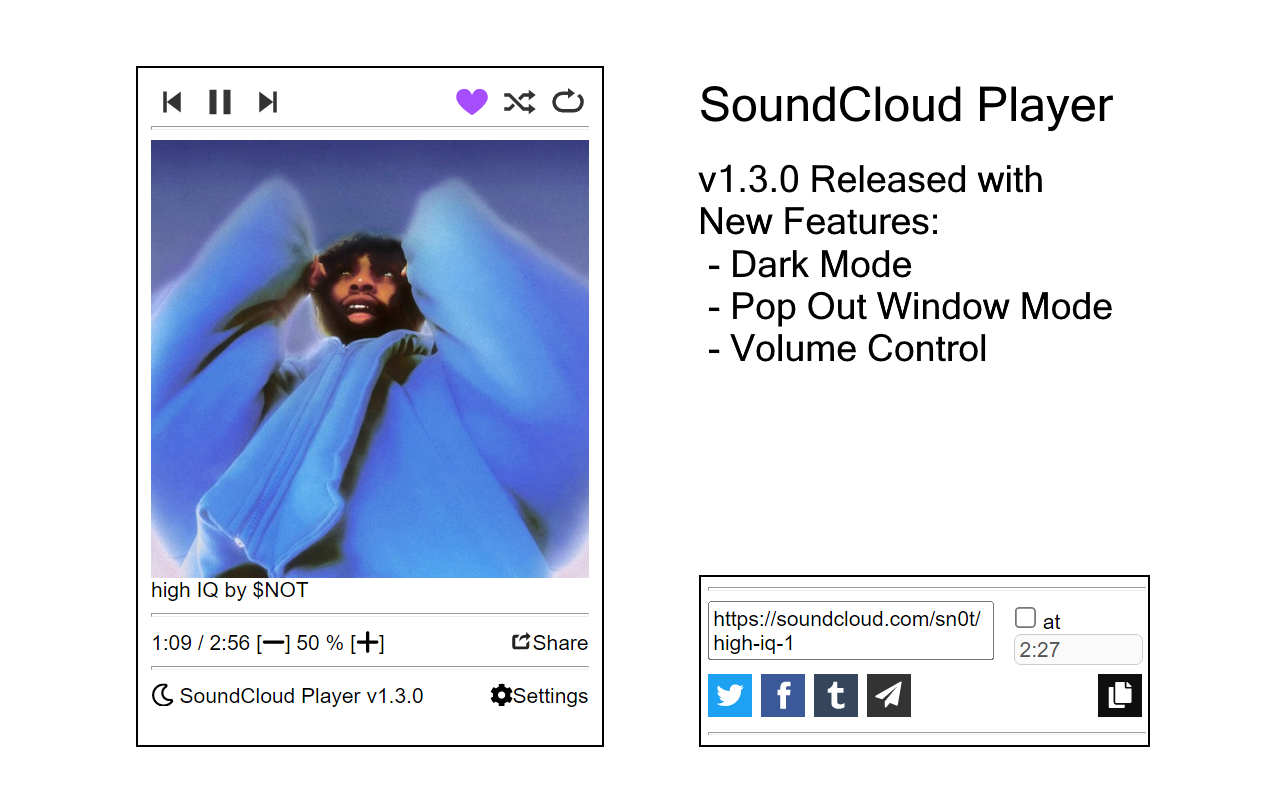 high IQ by $NOT
1:09 / 2:56 [−] 50 % [+] Share
SoundCloud Player v1.3.0 Settings
SoundCloud Player
v1.3.0 Released with
New Features:
- Dark Mode
- Pop Out Window Mode
- Volume Control
https://soundcloud.com/sn0t/
high-iq-1
at
2:27